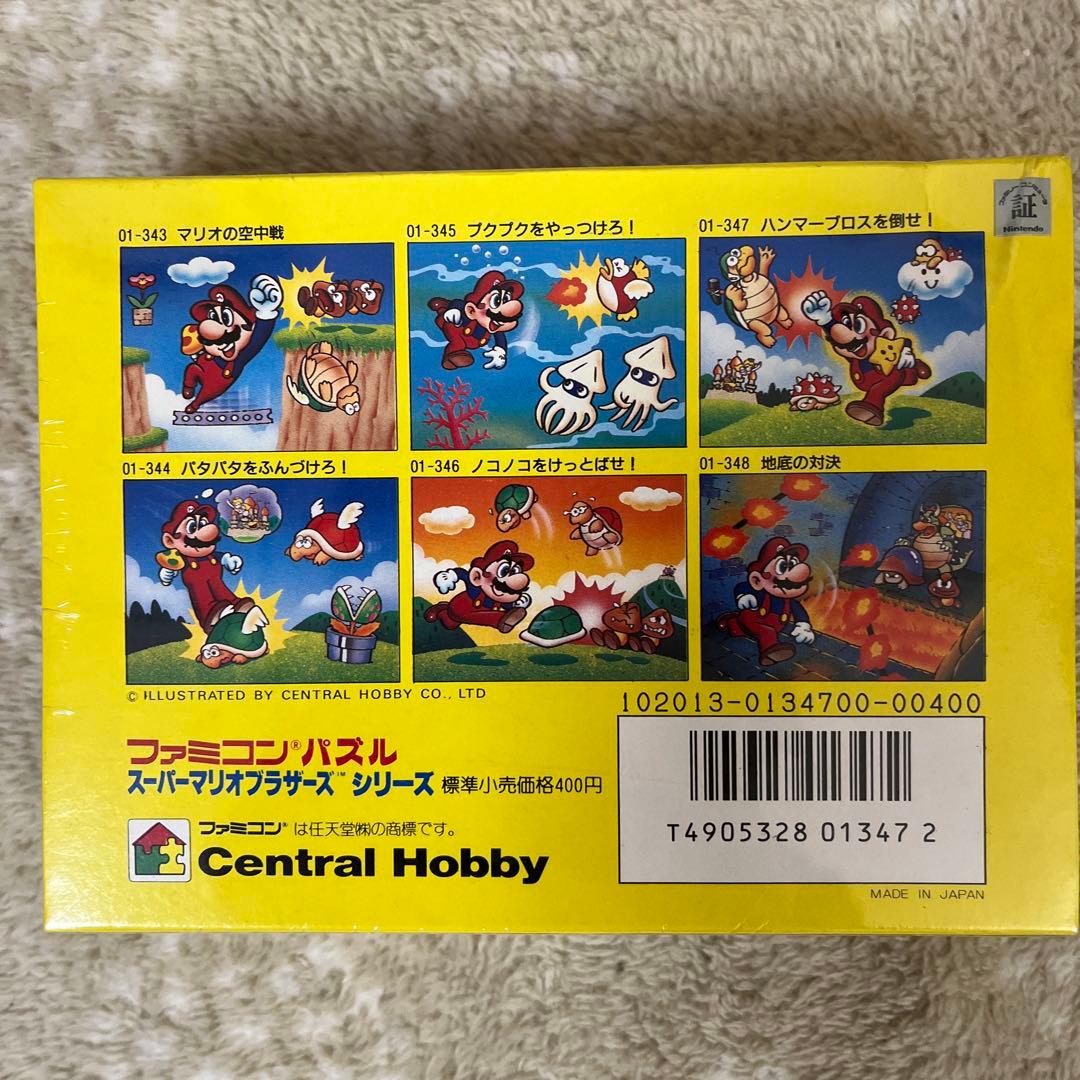 証
Nintendo
01-343 マリオの空中戦
01-345 プクプクをやっつけろ！
01-347 ハンマーブロスを倒せ！
01-344 パタパタをふんづけろ！
01-346 ノコノコをけっとばせ！
01-348 地底の対決
© ILLUSTRATED BY CENTRAL HOBBY CO., LTD
102013-0134700-00400
ファミコン®パズル
スーパーマリオブラザーズ™シリーズ 標準小売価格400円
ファミコン®は任天堂㈱の商標です。
Central Hobby
T4905328 01347 2
MADE IN JAPAN